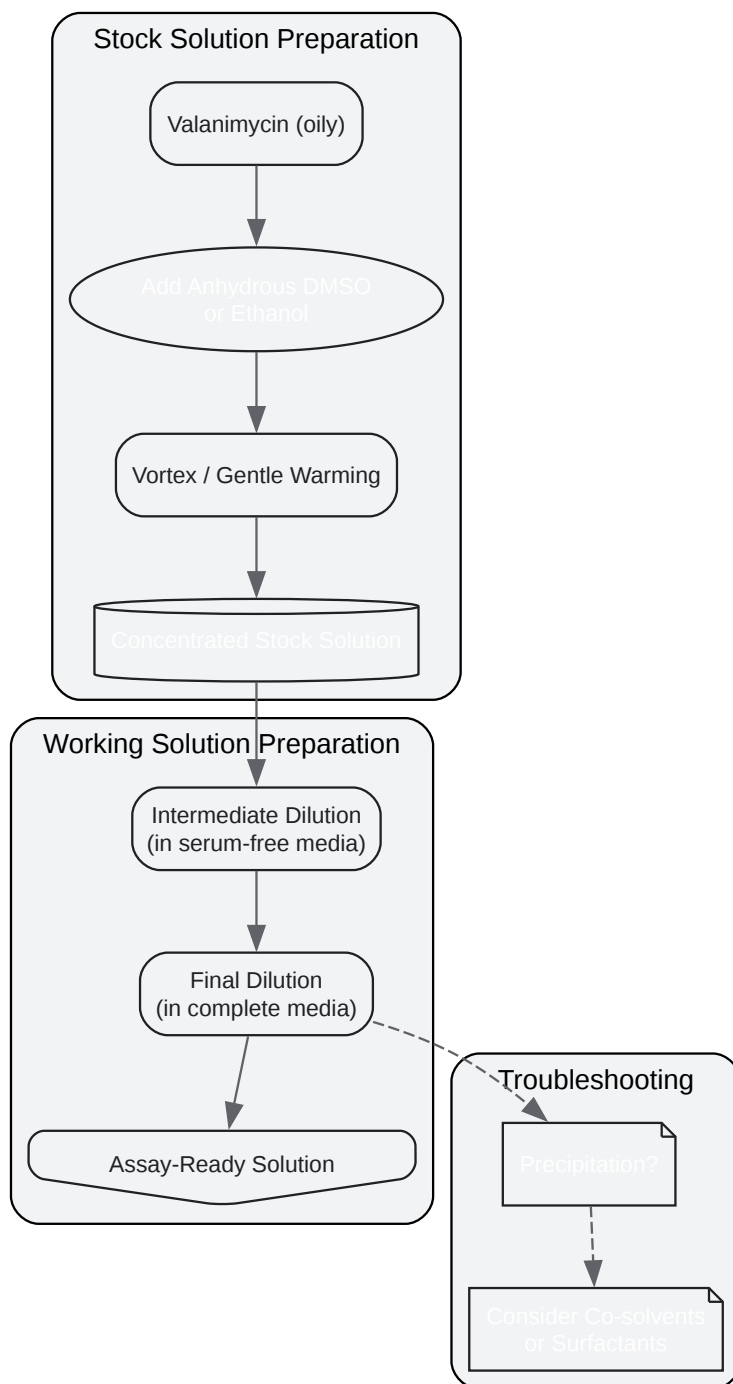 Stock Solution Preparation
Valanimycin (oily)
Add Anhydrous DMSO
or Ethanol
Vortex / Gentle Warming
Concentrated Stock Solution
Working Solution Preparation
Intermediate Dilution
(in serum-free media)
Final Dilution
(in complete media)
Assay-Ready Solution
Troubleshooting
Precipitation?
Consider Co-solvents
or Surfactants